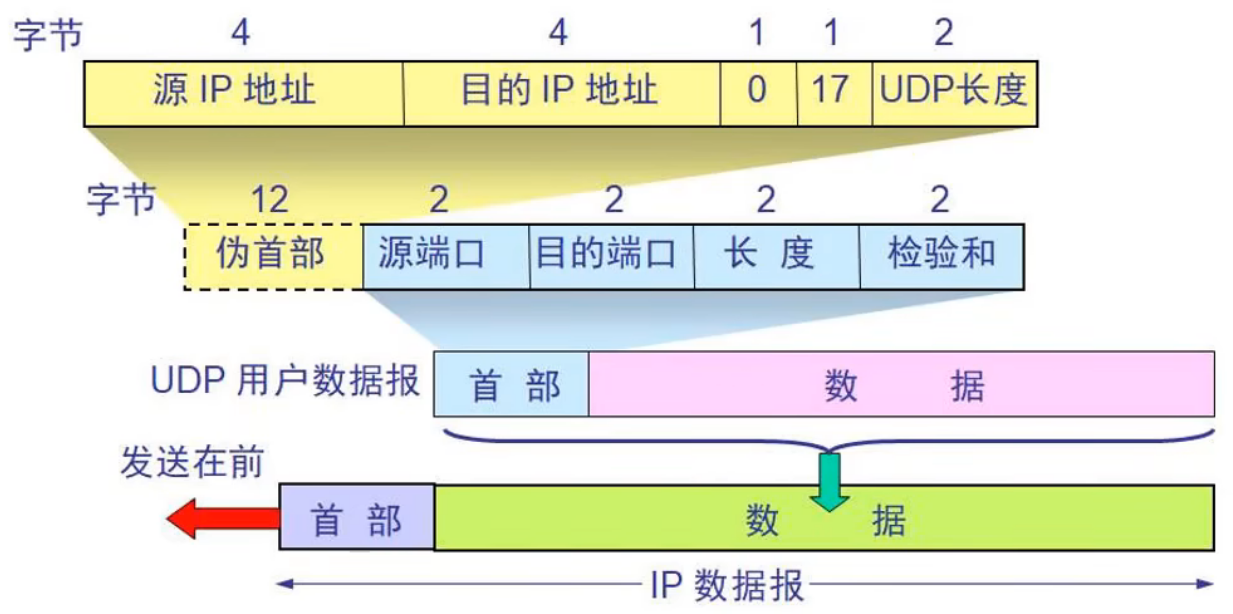 字节 4 4 1 1 2
源 IP 地址 目的 IP 地址 0 17 UDP长度
字节 12 2 2 2 2
伪首部 源端口 目的端口 长 度 检验和
UDP 用户数据报 首 部 数 据
发送在前
首 部 数 据
IP 数据报